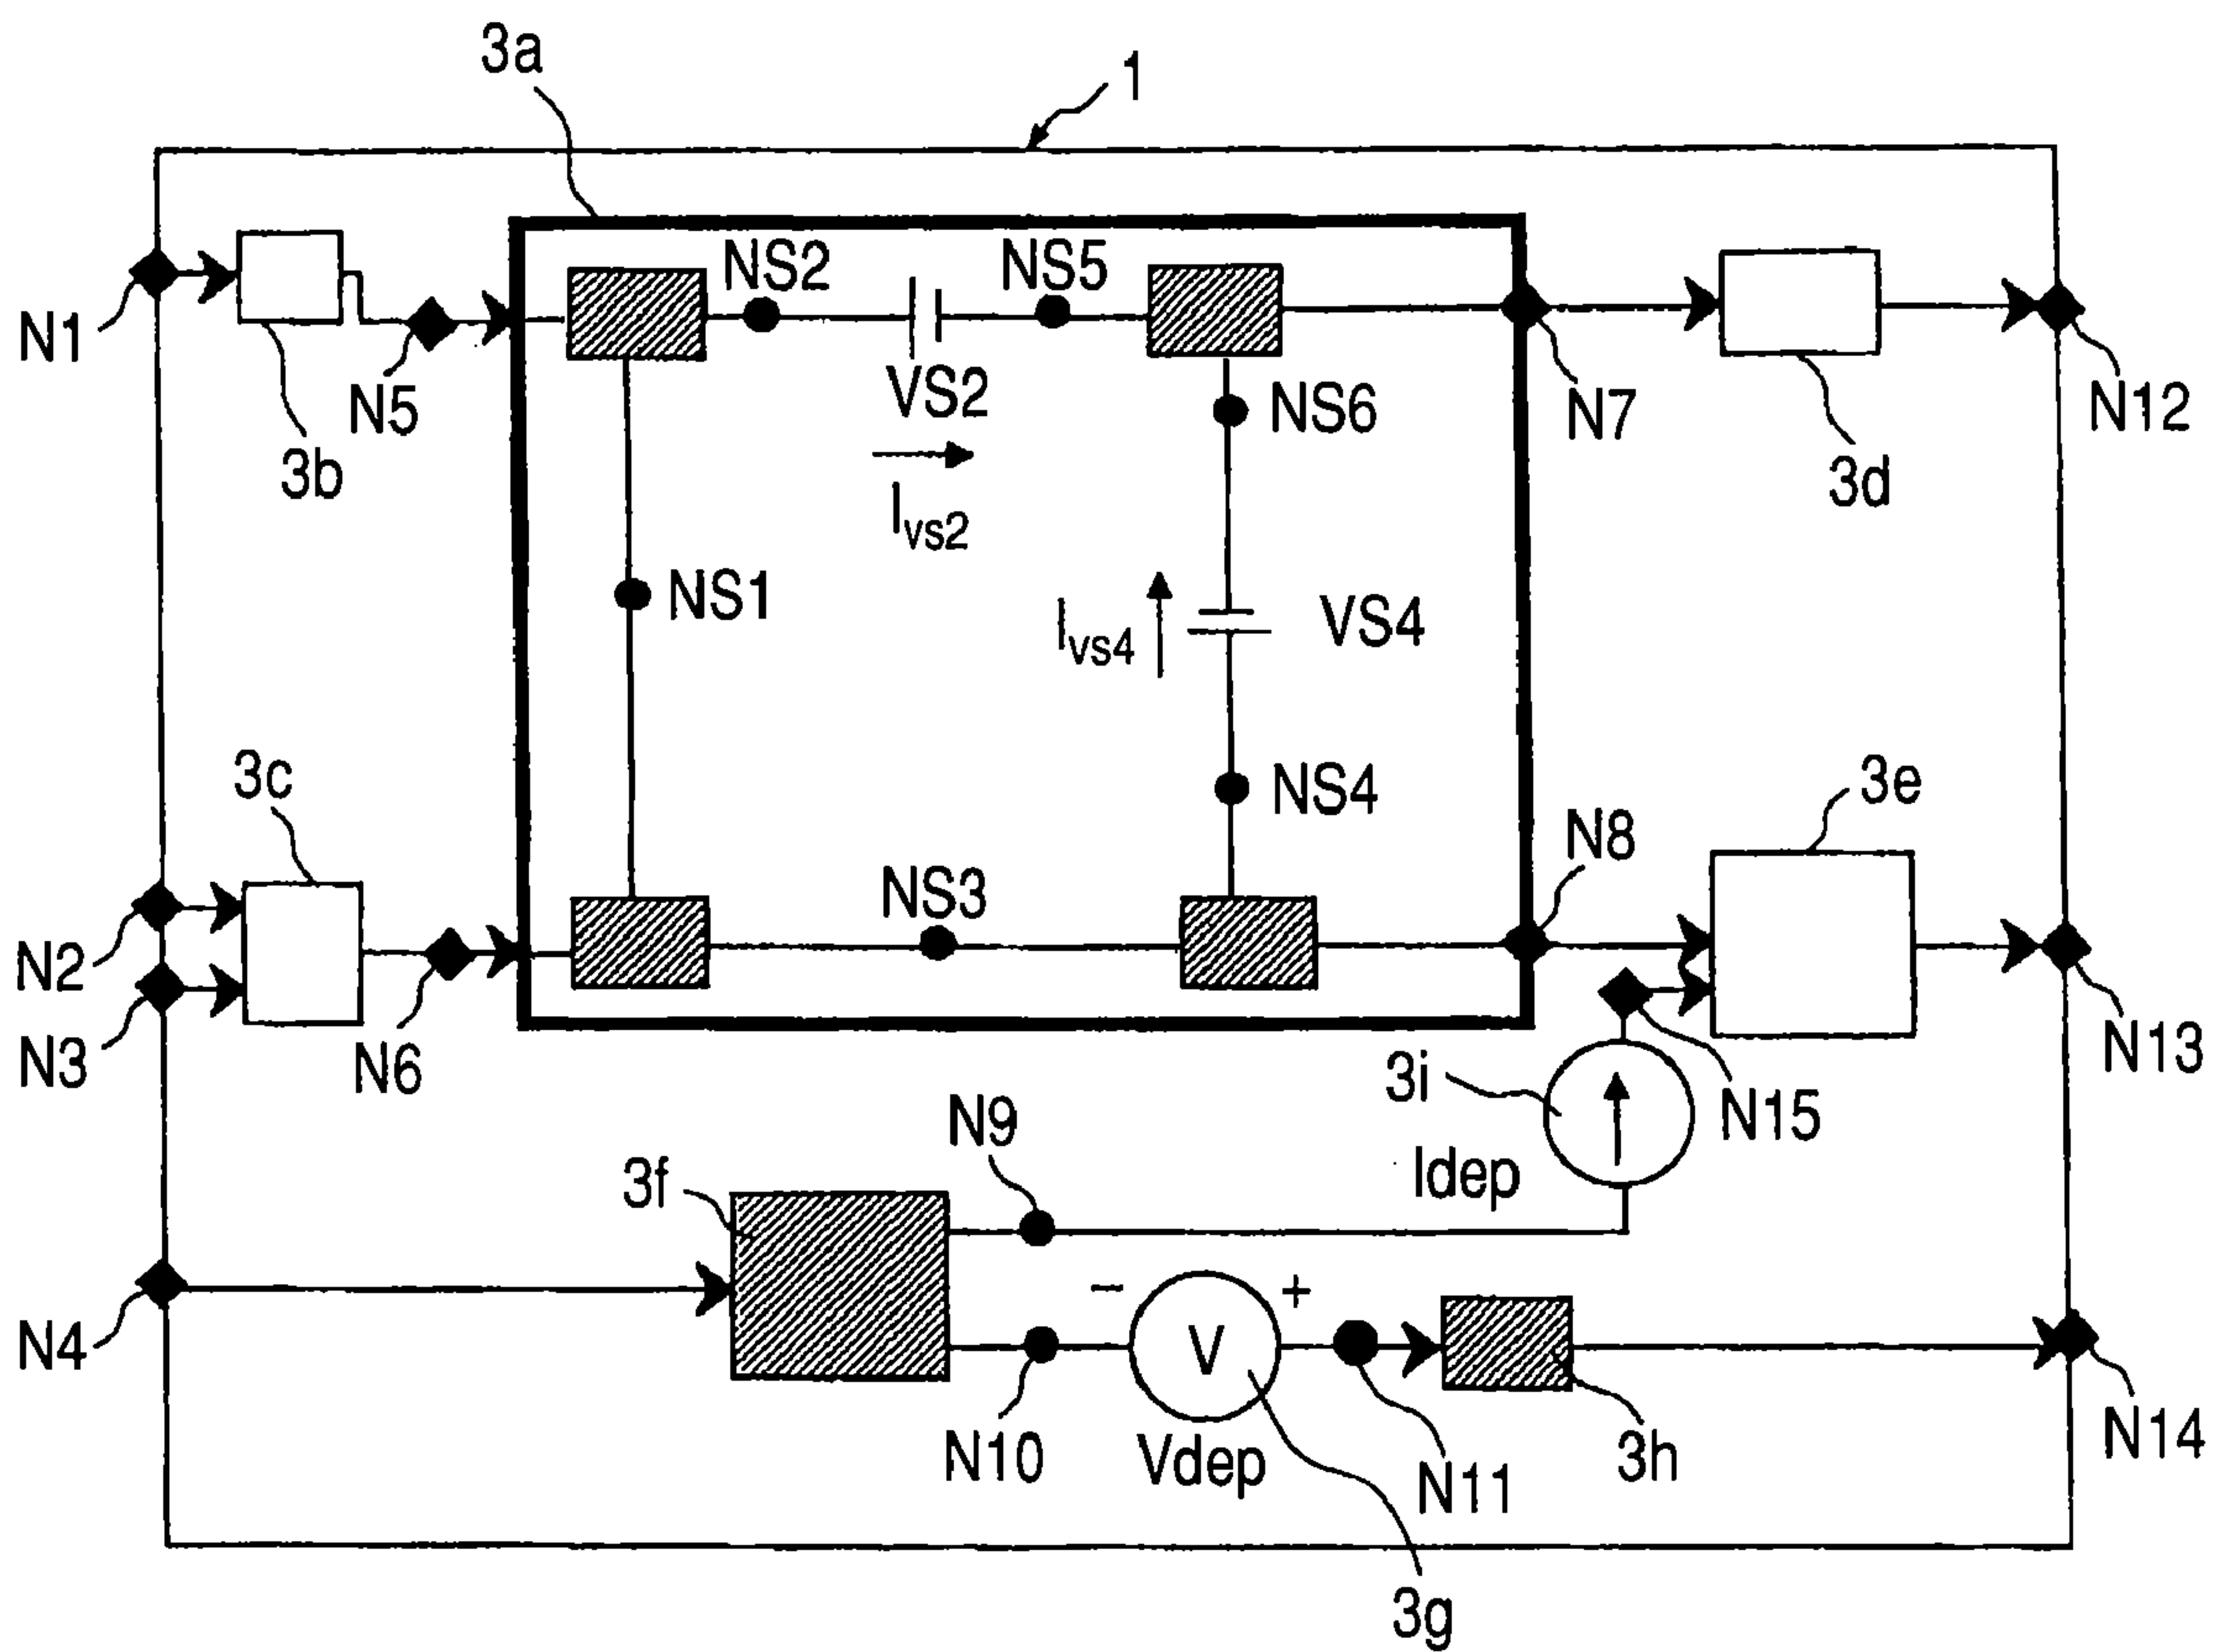 3a
1
NS2
NS5
N1
N5
VS2
NS6
N7
N12
3b
3d
Ivs2
NS1
Ivs4
VS4
3c
3e
NS4
N8
NS3
N2
N3
N6
N13
3i
N15
N9
3f
Idep
− +
N4
V
N10
Vdep
N11
3h
N14
3g